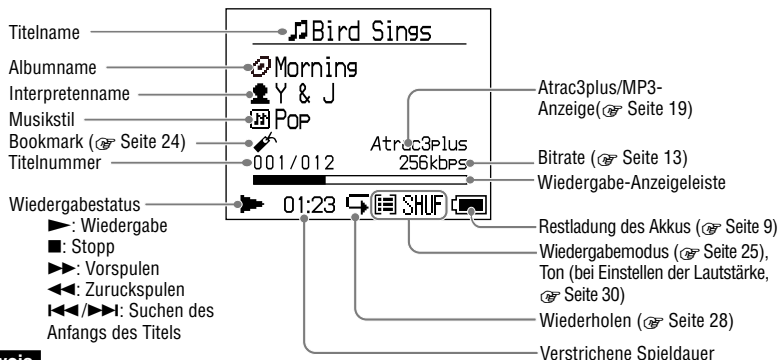 Titelname
♫Bird Sings
Albumname
Morning
Interpretenname
Y & J
Musikstil
Pop
Bookmark (☞ Seite 24)
Titelnummer
001/012
Atrac3plus
256kbps
Wiedergabestatus
01:23
SHUF
►: Wiedergabe
■: Stopp
►►: Vorspulen
◄◄: Zuruckspulen
I◄◄/►►I: Suchen des
Anfangs des Titels
Atrac3plus/MP3-
Anzeige(☞ Seite 19)
Bitrate (☞ Seite 13)
Wiedergabe-Anzeigeleiste
Restladung des Akkus (☞ Seite 9)
Wiedergabemodus (☞ Seite 25),
Ton (bei Einstellen der Lautstärke,
☞ Seite 30)
Wiederholen (☞ Seite 28)
Verstrichene Spieldauer